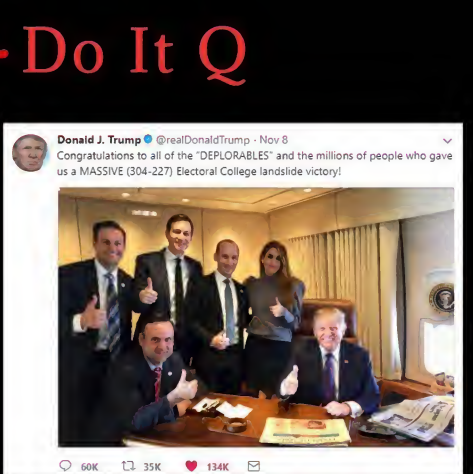 Do It Q
Donald J. Trump @realDonaldTrump · Nov 8
Congratulations to all of the "DEPLORABLES" and the millions of people who gave
us a MASSIVE (304-227) Electoral College landslide victory!
60K 35K 134K